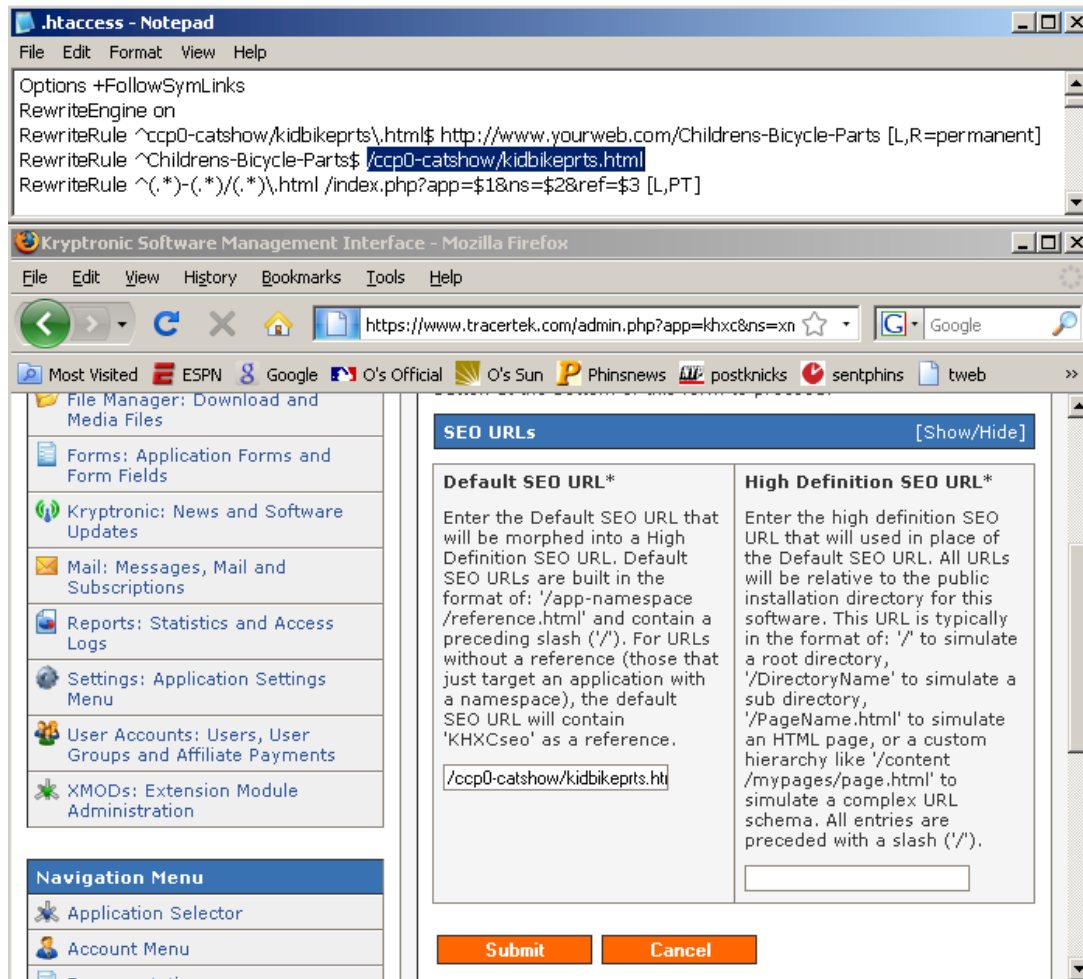 .htaccess - Notepad
File Edit Format View Help
Options +FollowSymLinks
RewriteEngine on
RewriteRule ^ccp0-catshow/kidbikeprts\.html$ http://www.yourweb.com/Childrens-Bicycle-Parts [L,R=permanent]
RewriteRule ^Childrens-Bicycle-Parts$ /ccp0-catshow/kidbikeprts.html
RewriteRule ^(.*)-(.*)/(.*)\.html /index.php?app=$1&ns=$2&ref=$3 [L,PT]
Kryptronic Software Management Interface - Mozilla Firefox
File Edit View History Bookmarks Tools Help
https://www.tracertek.com/admin.php?app=khxc&ns=xn
Google
Most Visited ESPN Google O's Official O's Sun Phinsnews postknicks sentphins tweb »
File Manager: Download and
Media Files
Forms: Application Forms and
Form Fields
Kryptronic: News and Software
Updates
Mail: Messages, Mail and
Subscriptions
Reports: Statistics and Access
Logs
Settings: Application Settings
Menu
User Accounts: Users, User
Groups and Affiliate Payments
XMODs: Extension Module
Administration
Navigation Menu
Application Selector
Account Menu
SEO URLs [Show/Hide]
Default SEO URL*
Enter the Default SEO URL that
will be morphed into a High
Definition SEO URL. Default
SEO URLs are built in the
format of: '/app-namespace
/reference.html' and contain a
preceding slash ('/'). For URLs
without a reference (those that
just target an application with
a namespace), the default
SEO URL will contain
'KHXCseo' as a reference.
/ccp0-catshow/kidbikeprts.ht
High Definition SEO URL*
Enter the high definition SEO
URL that will used in place of
the Default SEO URL. All URLs
will be relative to the public
installation directory for this
software. This URL is typically
in the format of: '/' to simulate
a root directory,
'/DirectoryName' to simulate a
sub directory,
'/PageName.html' to simulate
an HTML page, or a custom
hierarchy like '/content
/mypages/page.html' to
simulate a complex URL
schema. All entries are
preceded with a slash ('/').
Submit Cancel